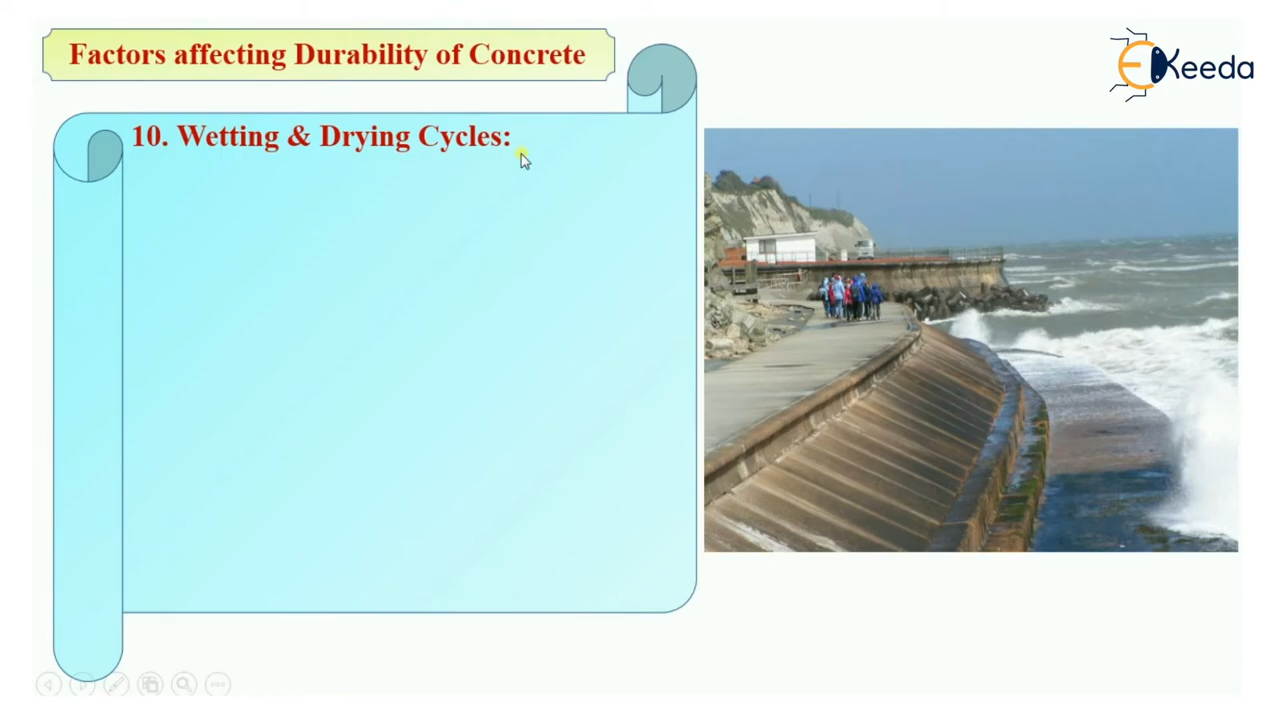 Factors affecting Durability of Concrete
EKeeda
10. Wetting & Drying Cycles: